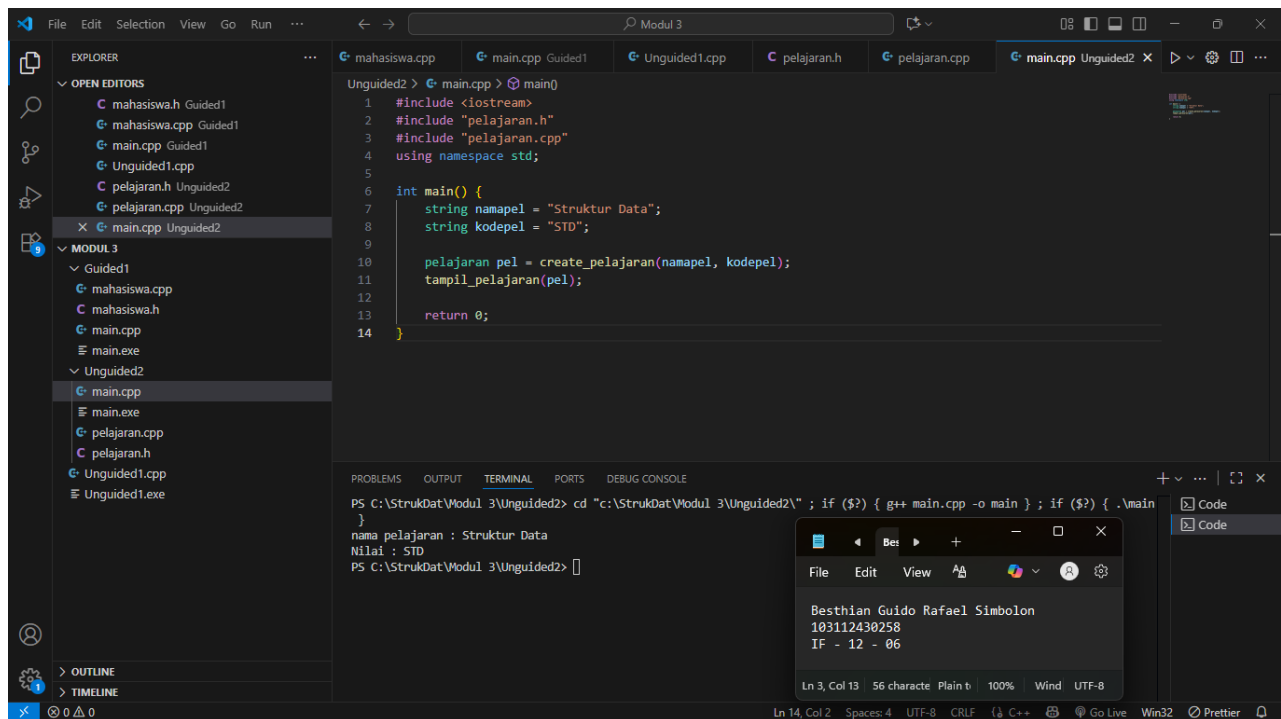 File Edit Selection View Go Run ··· Modul 3
EXPLORER ···
OPEN EDITORS
mahasiswa.h Guided1
mahasiswa.cpp Guided1
main.cpp Guided1
Unguided1.cpp
pelajaran.h Unguided2
pelajaran.cpp Unguided2
main.cpp Unguided2
MODUL 3
Guided1
mahasiswa.cpp
mahasiswa.h
main.cpp
main.exe
Unguided2
main.cpp
main.exe
pelajaran.cpp
pelajaran.h
Unguided1.cpp
Unguided1.exe
OUTLINE
TIMELINE
9
1
mahasiswa.cpp main.cpp Guided1 Unguided1.cpp pelajaran.h pelajaran.cpp main.cpp Unguided2
Unguided2 > main.cpp > main()
1 #include <iostream>
2 #include "pelajaran.h"
3 #include "pelajaran.cpp"
4 using namespace std;
5
6 int main() {
7 string namapel = "Struktur Data";
8 string kodepel = "STD";
9
10 pelajaran pel = create_pelajaran(namapel, kodepel);
11 tampil_pelajaran(pel);
12
13 return 0;
14 }
PROBLEMS OUTPUT TERMINAL PORTS DEBUG CONSOLE
PS C:\StrukDat\Modul 3\Unguided2> cd "c:\StrukDat\Modul 3\Unguided2\" ; if ($?) { g++ main.cpp -o main } ; if ($?) { .\main
}
nama pelajaran : Struktur Data
Nilai : STD
PS C:\StrukDat\Modul 3\Unguided2>
Code
Code
Bes
File Edit View
Besthian Guido Rafael Simbolon
103112430258
IF - 12 - 06
Ln 3, Col 13 56 characte Plain t 100% Wind UTF-8
0 0 Ln 14, Col 2 Spaces: 4 UTF-8 CRLF {} C++ Go Live Win32 Prettier